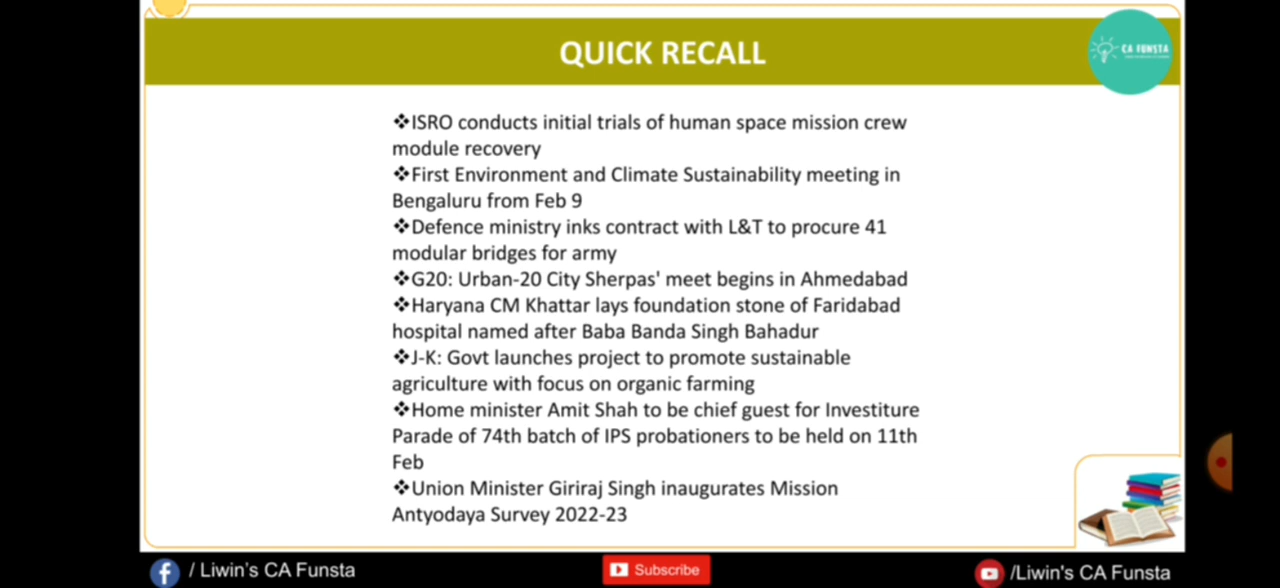 QUICK RECALL
CA FUNSTA
❖ISRO conducts initial trials of human space mission crew
module recovery
❖First Environment and Climate Sustainability meeting in
Bengaluru from Feb 9
❖Defence ministry inks contract with L&T to procure 41
modular bridges for army
❖G20: Urban-20 City Sherpas' meet begins in Ahmedabad
❖Haryana CM Khattar lays foundation stone of Faridabad
hospital named after Baba Banda Singh Bahadur
❖J-K: Govt launches project to promote sustainable
agriculture with focus on organic farming
❖Home minister Amit Shah to be chief guest for Investiture
Parade of 74th batch of IPS probationers to be held on 11th
Feb
❖Union Minister Giriraj Singh inaugurates Mission
Antyodaya Survey 2022-23
/ Liwin's CA Funsta
Subscribe
/Liwin's CA Funsta